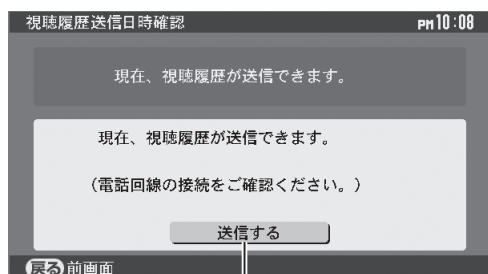 視聴履歴送信日時確認 PM10:08
現在、視聴履歴が送信できます。
現在、視聴履歴が送信できます。
（電話回線の接続をご確認ください。）
送信する
戻る 前画面